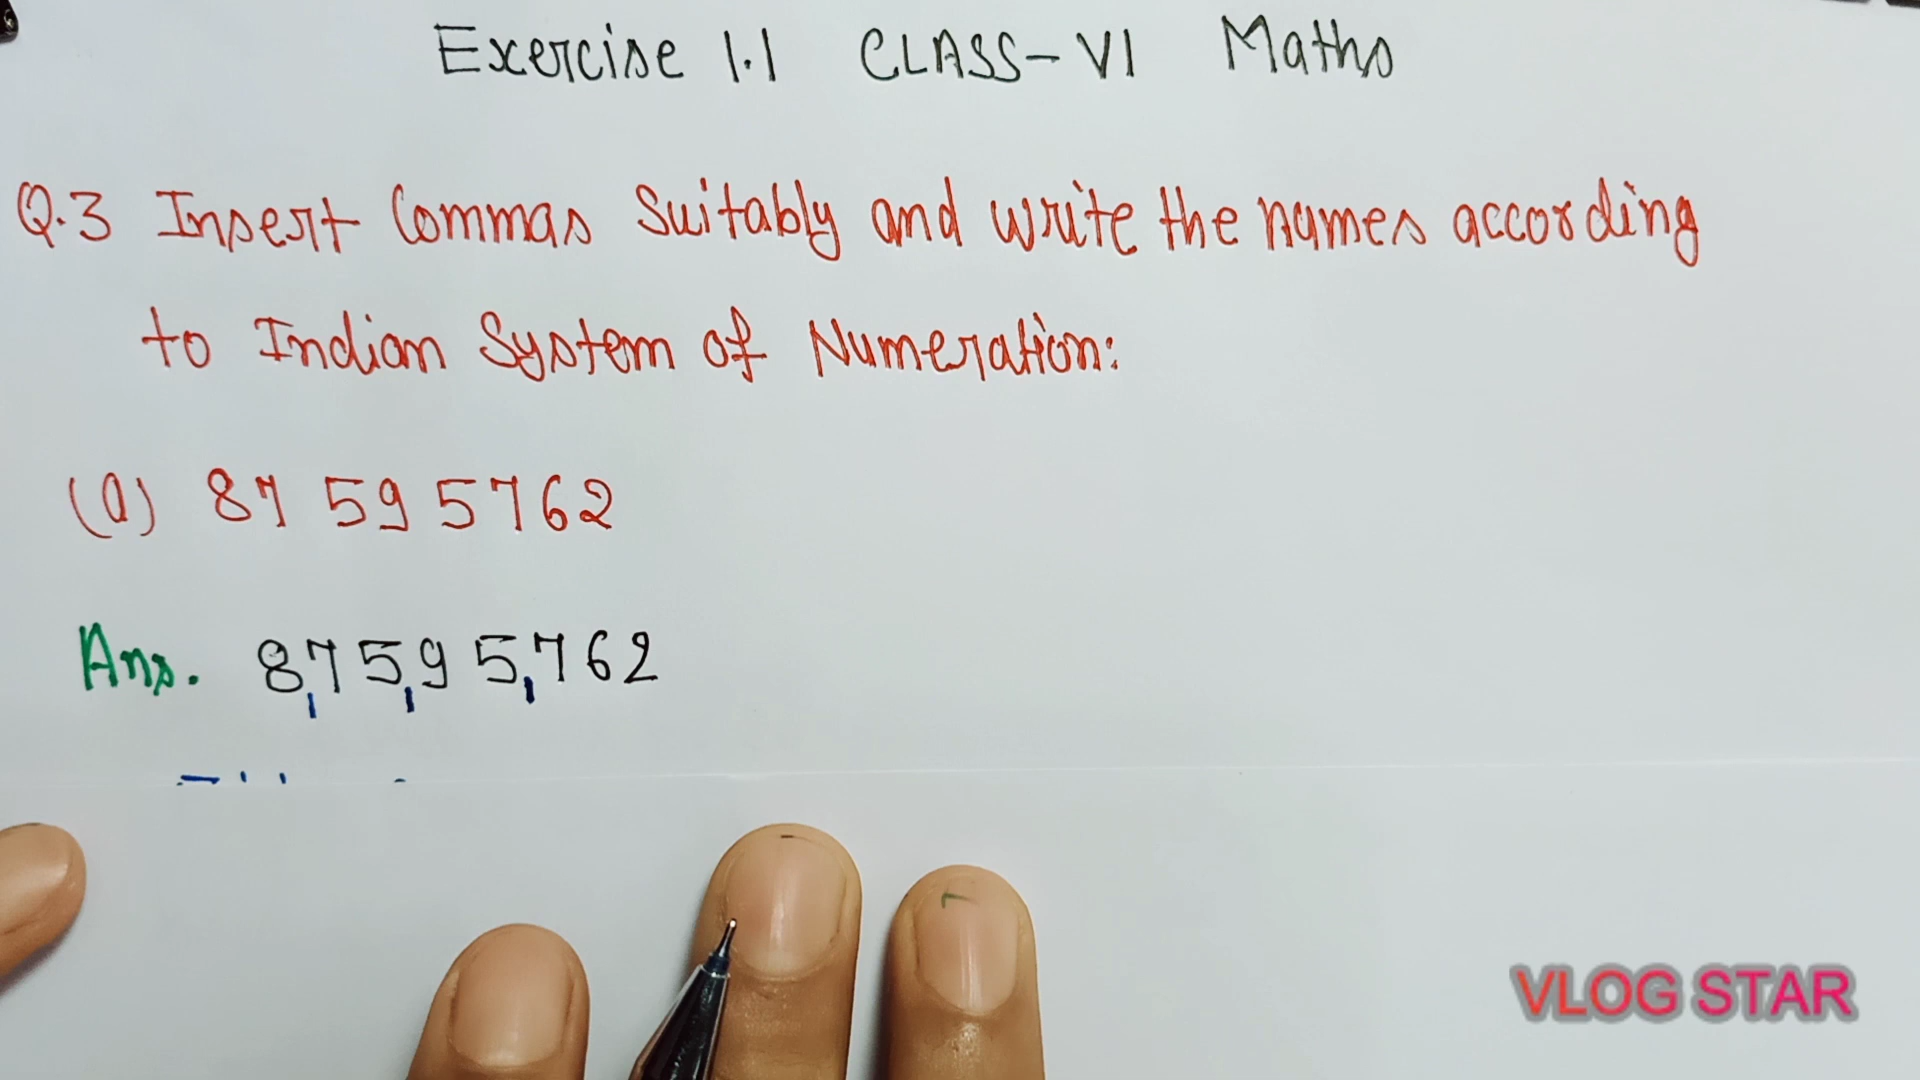 Exercise 1.1 CLASS-VI Maths
Q.3 Insert Commas Suitably and write the names according
to Indian System of Numeration:
(a) 87595762
Ans. 8,75,95,762
VLOG STAR